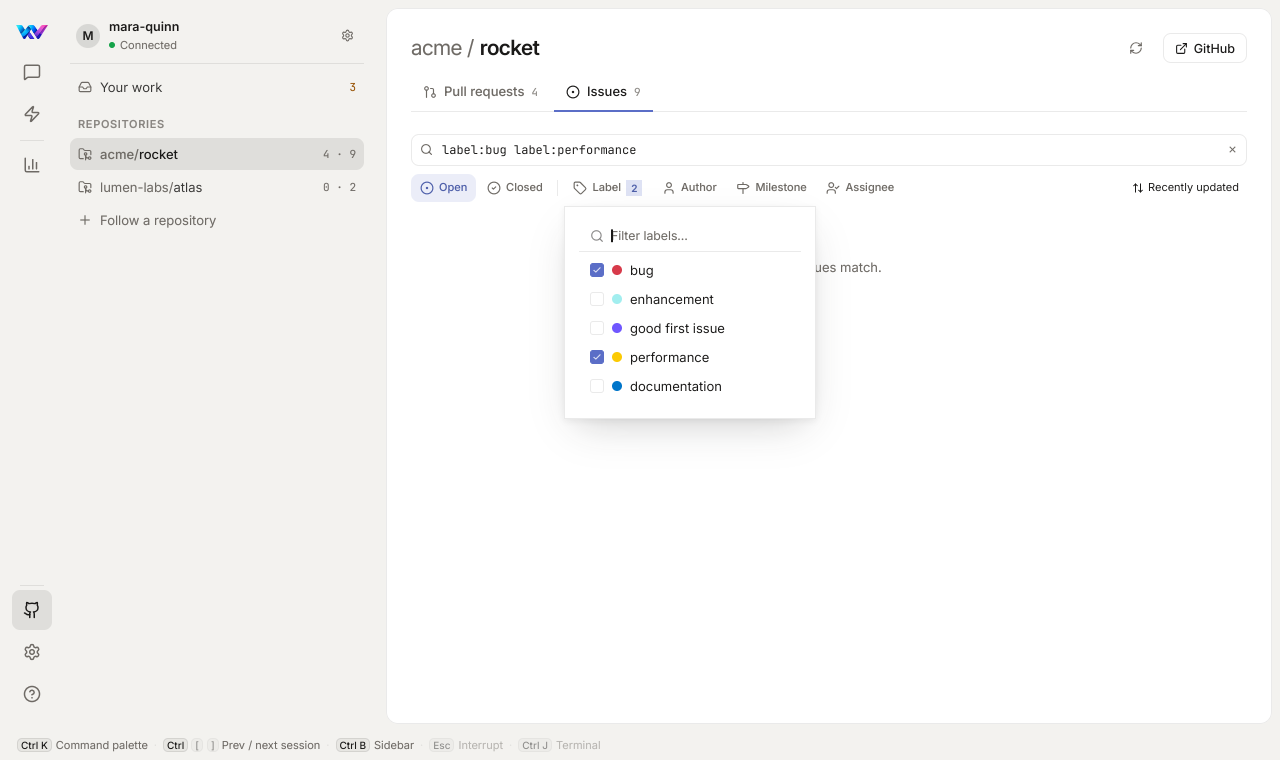 mara-quinn
M
Connected
Your work 3
REPOSITORIES
acme/rocket 4 · 9
lumen-labs/atlas 0 · 2
Follow a repository
acme / rocket
GitHub
Pull requests 4 Issues 9
label:bug label:performance
Open Closed Label 2 Author Milestone Assignee Recently updated
Filter labels...
bug
match.
enhancement
good first issue
performance
documentation
Ctrl K Command palette · Ctrl [ ] Prev / next session · Ctrl B Sidebar · Esc Interrupt · Ctrl J Terminal